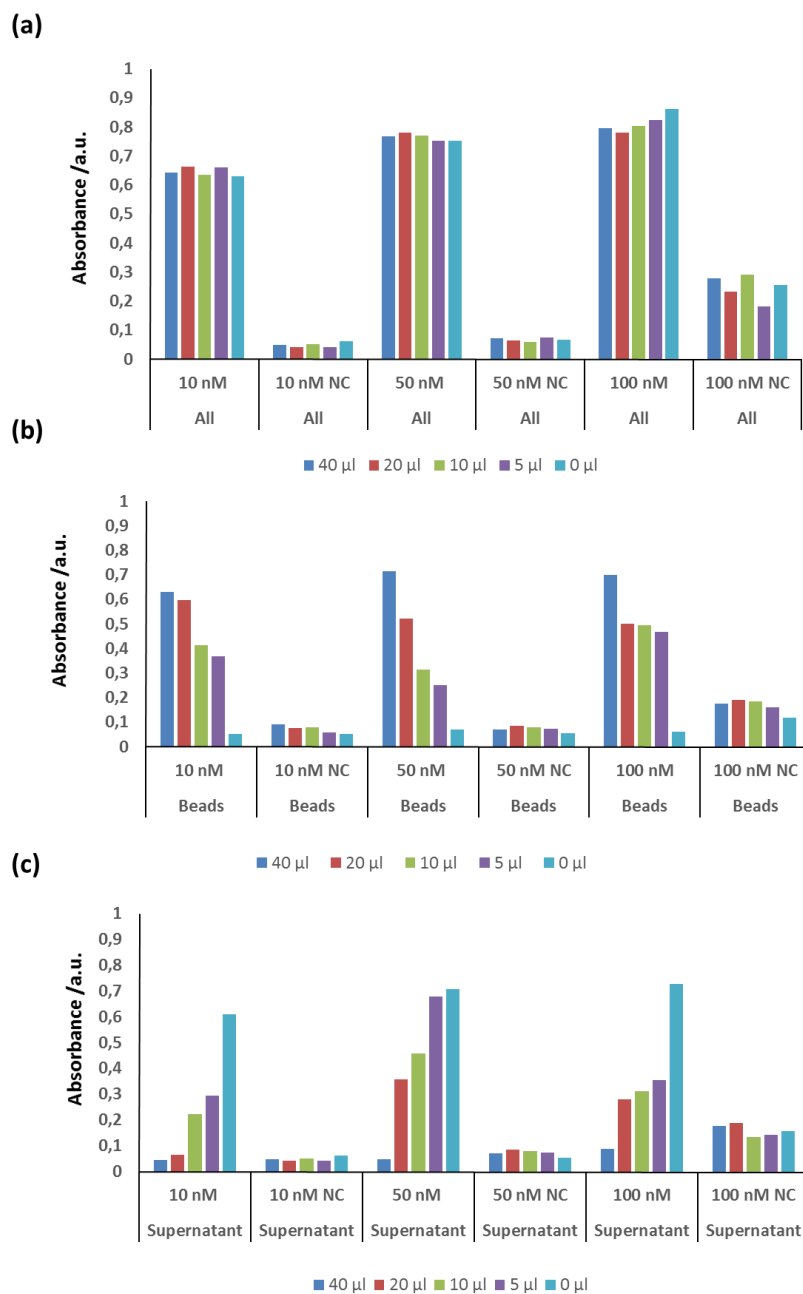 (a)
Absorbance /a.u.
1
0,9
0,8
0,7
0,6
0,5
0,4
0,3
0,2
0,1
0
10 nM 10 nM NC 50 nM 50 nM NC 100 nM 100 nM NC
All All All All All All
40 µl 20 µl 10 µl 5 µl 0 µl
(b)
Absorbance /a.u.
1
0,9
0,8
0,7
0,6
0,5
0,4
0,3
0,2
0,1
0
10 nM 10 nM NC 50 nM 50 nM NC 100 nM 100 nM NC
Beads Beads Beads Beads Beads Beads
40 µl 20 µl 10 µl 5 µl 0 µl
(c)
Absorbance /a.u.
1
0,9
0,8
0,7
0,6
0,5
0,4
0,3
0,2
0,1
0
10 nM 10 nM NC 50 nM 50 nM NC 100 nM 100 nM NC
Supernatant Supernatant Supernatant Supernatant Supernatant Supernatant
40 µl 20 µl 10 µl 5 µl 0 µl